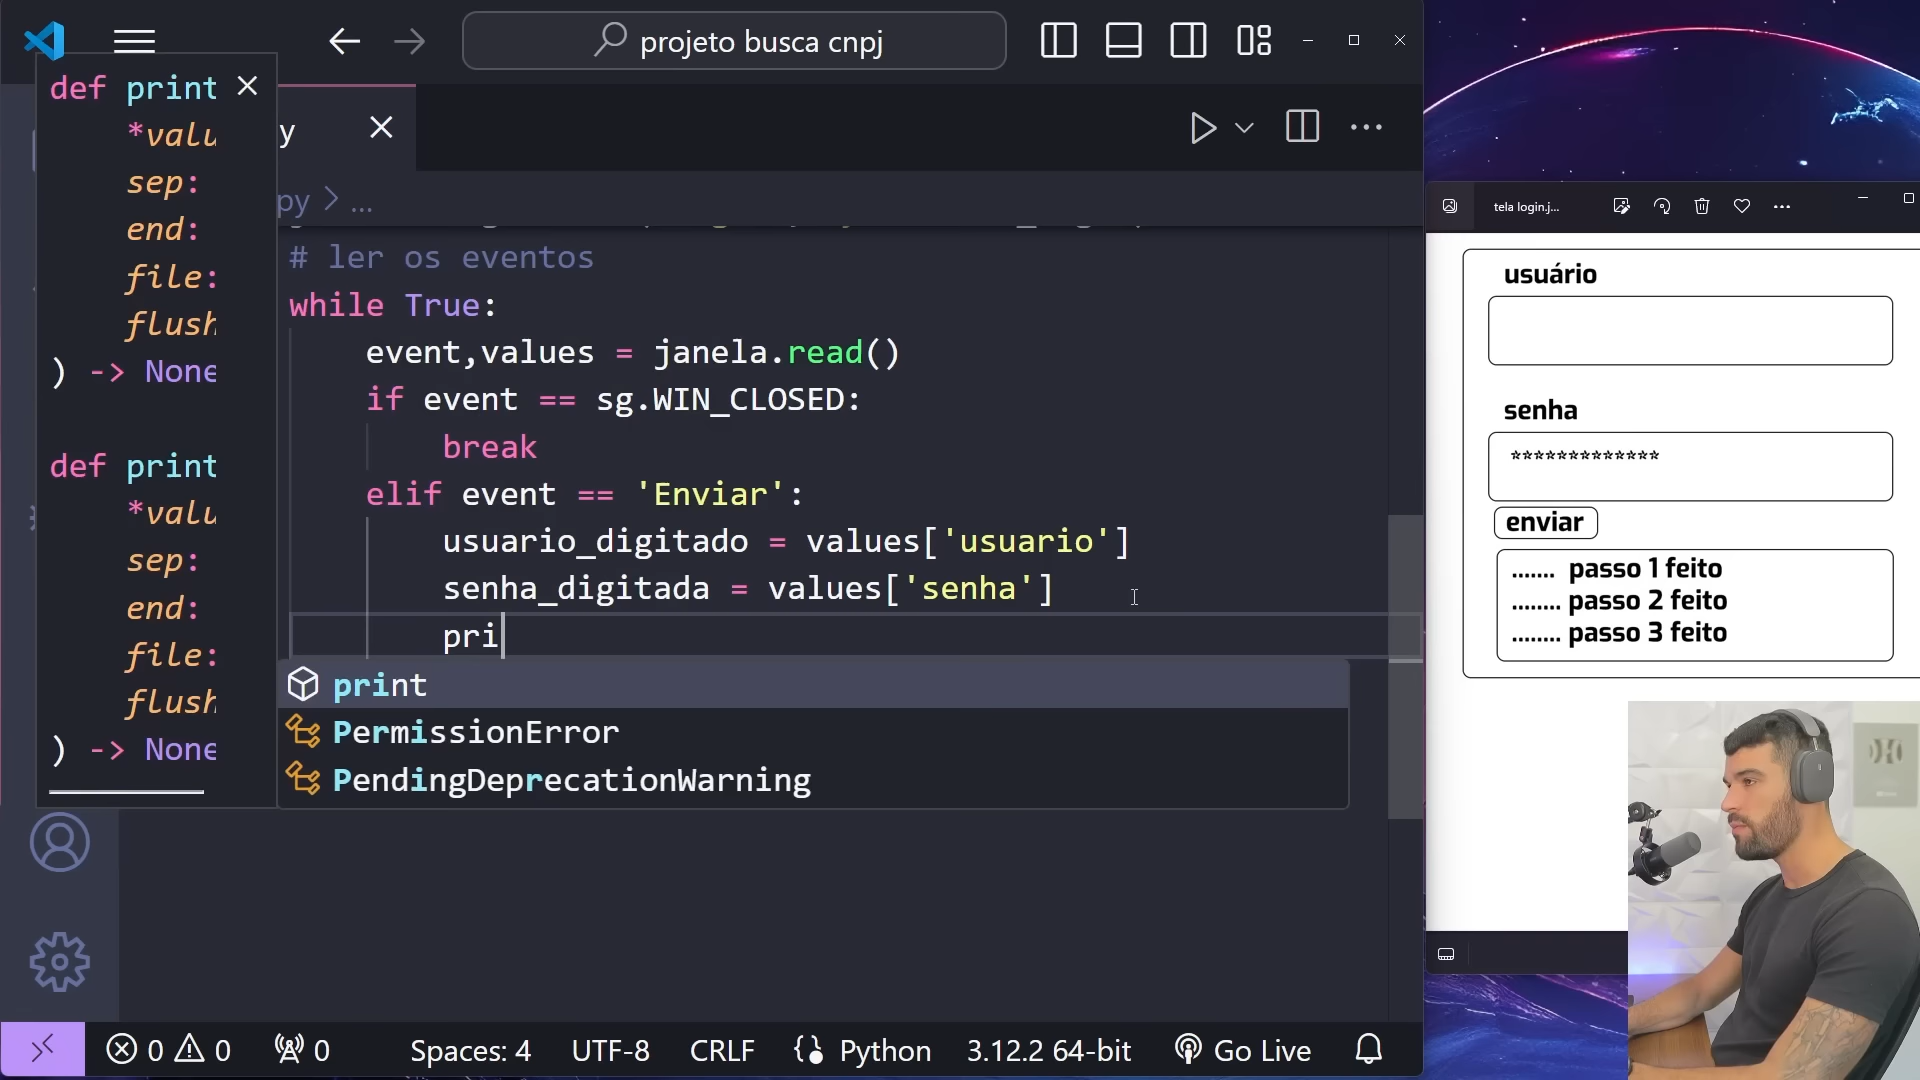 projeto busca cnpj
def print
*valu
sep:
end:
file:
flush
) -> None
def print
*valu
sep:
end:
file:
flush
) -> None
y
py > ...
# ler os eventos
while True:
event,values = janela.read()
if event == sg.WIN_CLOSED:
break
elif event == 'Enviar':
usuario_digitado = values['usuario']
senha_digitada = values['senha']
pri
print
PermissionError
PendingDeprecationWarning
0 0 0 Spaces: 4 UTF-8 CRLF Python 3.12.2 64-bit Go Live
tela login.j...
usuário
senha
*************
enviar
....... passo 1 feito
........ passo 2 feito
........ passo 3 feito